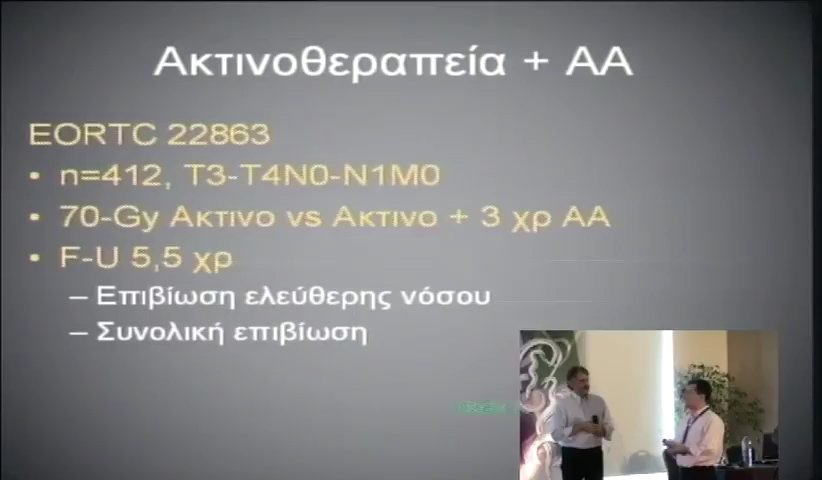 Ακτινοθεραπεία + ΑΑ
EORTC 22863
• n=412, T3-T4N0-N1M0
• 70-Gy Ακτινο vs Ακτινο + 3 χρ ΑΑ
• F-U 5,5 χρ
– Επιβίωση ελεύθερης νόσου
– Συνολική επιβίωση